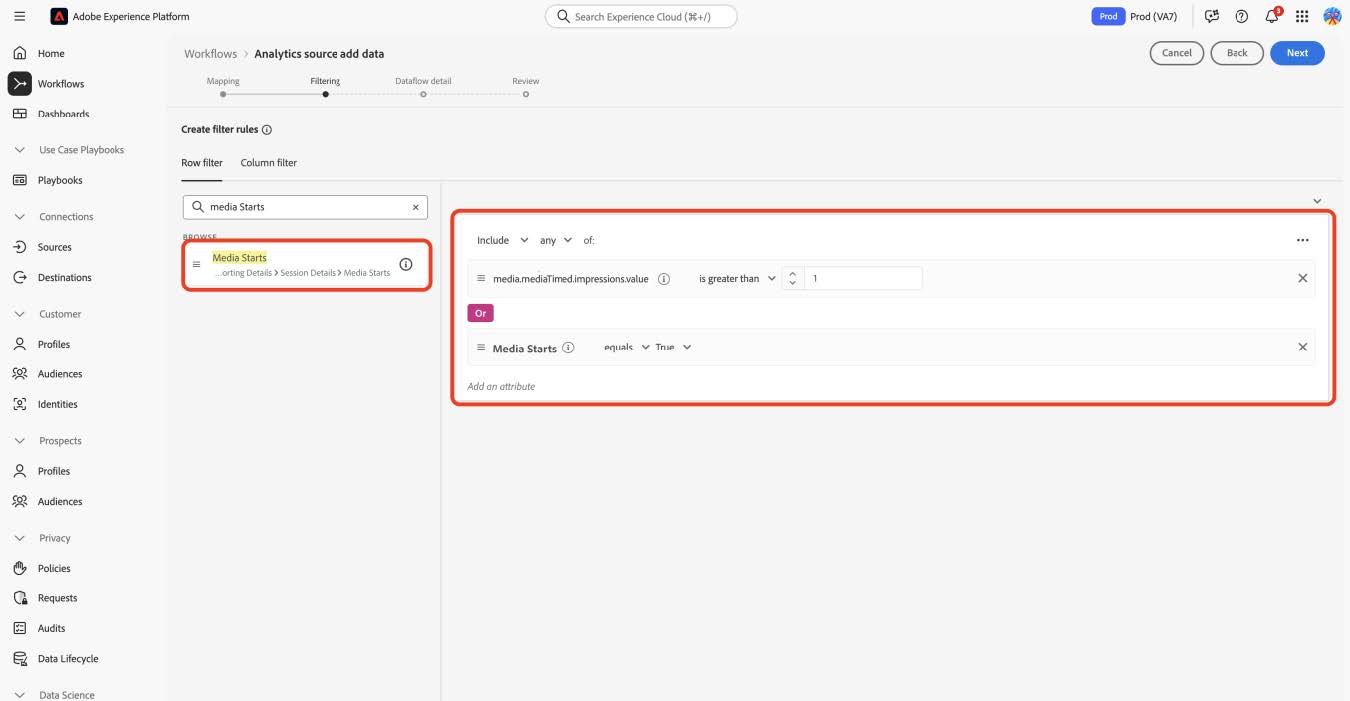 Adobe Experience Platform
Search Experience Cloud (⌘+/)
Prod Prod (VA7)
3
Home
Workflows
Dashboards
Use Case Playbooks
Playbooks
Connections
Sources
Destinations
Customer
Profiles
Audiences
Identities
Prospects
Profiles
Audiences
Privacy
Policies
Requests
Audits
Data Lifecycle
Data Science
Workflows > Analytics source add data
Cancel Back Next
Mapping Filtering Dataflow detail Review
Create filter rules
Row filter Column filter
media Starts
BROWSE
Media Starts
...orting Details > Session Details > Media Starts
Include any of:
media.mediaTimed.impressions.value is greater than 1
Or
Media Starts equals True
Add an attribute